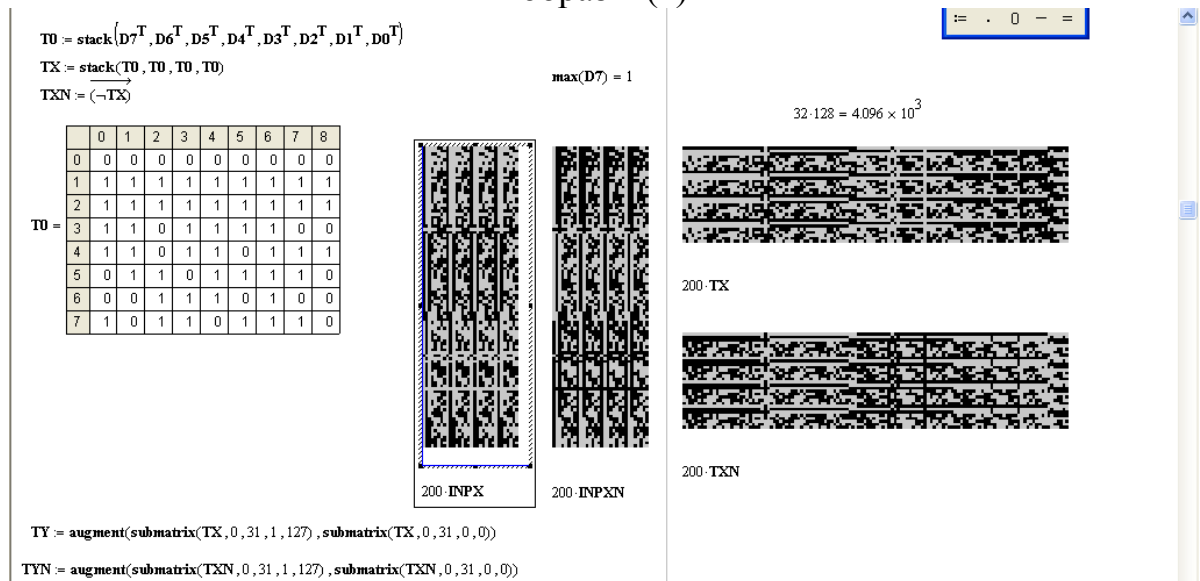 := . 0 − =
T0 := stack(D7^T , D6^T , D5^T , D4^T , D3^T , D2^T , D1^T , D0^T)
TX := stack(T0 , T0 , T0 , T0)
max(D7) = 1
TXN := (¬TX)
32·128 = 4.096 × 10^3
0 1 2 3 4 5 6 7 8
0 0 0 0 0 0 0 0 0 0
1 1 1 1 1 1 1 1 1 1
2 1 1 1 1 1 1 1 1 1
T0 = 3 1 1 0 1 1 1 1 0 0
4 1 1 0 1 1 0 1 1 1
5 0 1 1 0 1 1 1 1 0
6 0 0 1 1 1 0 1 0 0
7 1 0 1 1 0 1 1 1 0
200·TX
200·TXN
200·INPX 200·INPXN
TY := augment(submatrix(TX , 0 , 31 , 1 , 127) , submatrix(TX , 0 , 31 , 0 , 0))
TYN := augment(submatrix(TXN , 0 , 31 , 1 , 127) , submatrix(TXN , 0 , 31 , 0 , 0))